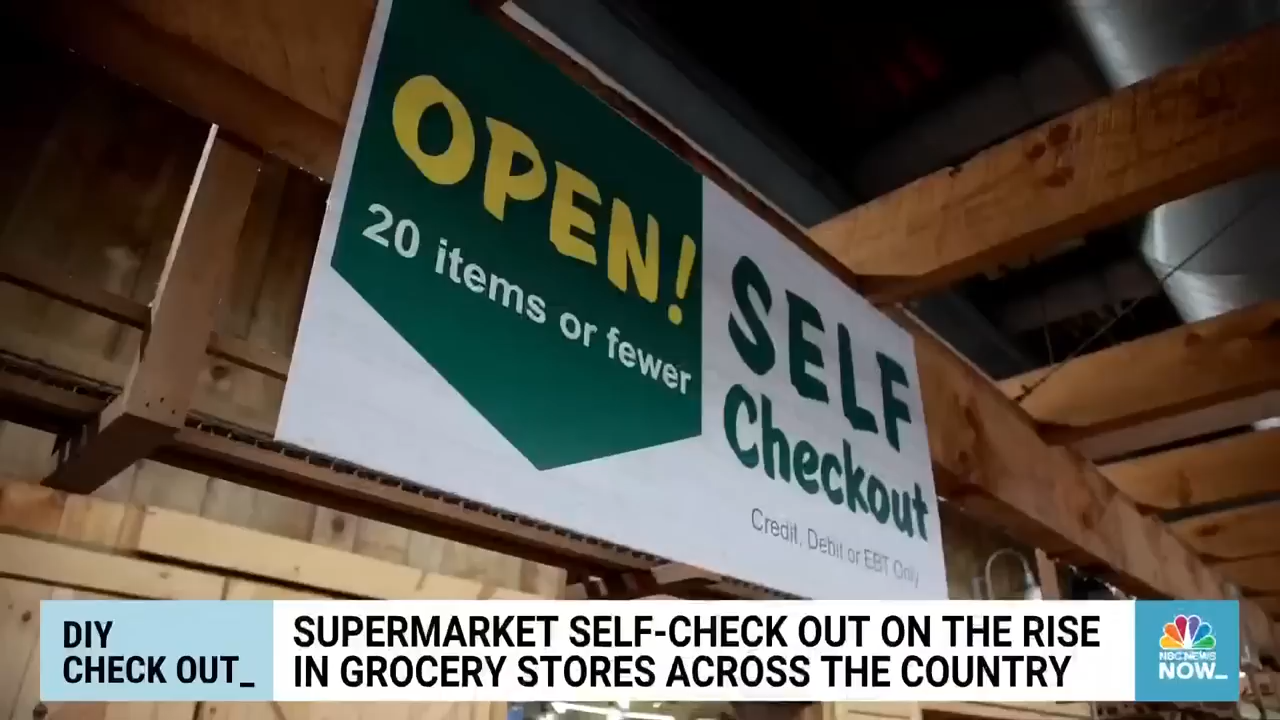 OPEN!
20 items or fewer
SELF
Checkout
Credit, Debit or EBT Only
DIY
CHECK OUT_
SUPERMARKET SELF-CHECK OUT ON THE RISE
IN GROCERY STORES ACROSS THE COUNTRY
NBC NEWS
NOW_